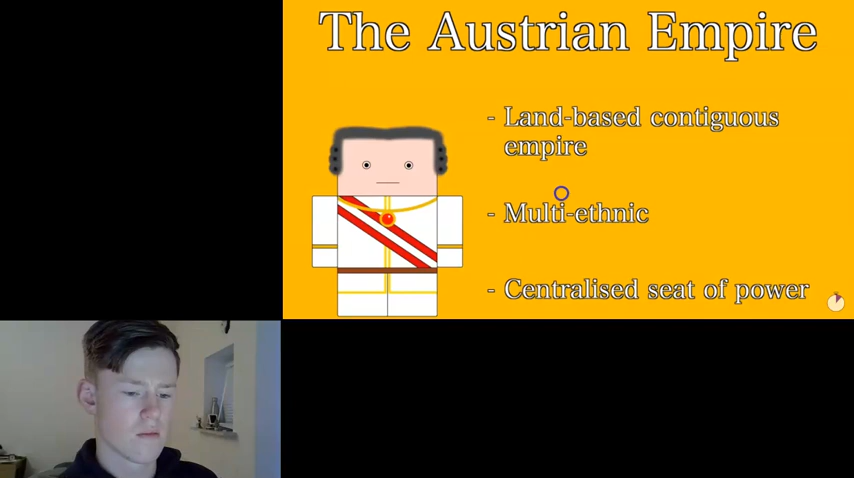 The Austrian Empire
- Land-based contiguous
empire
- Multi-ethnic
- Centralised seat of power